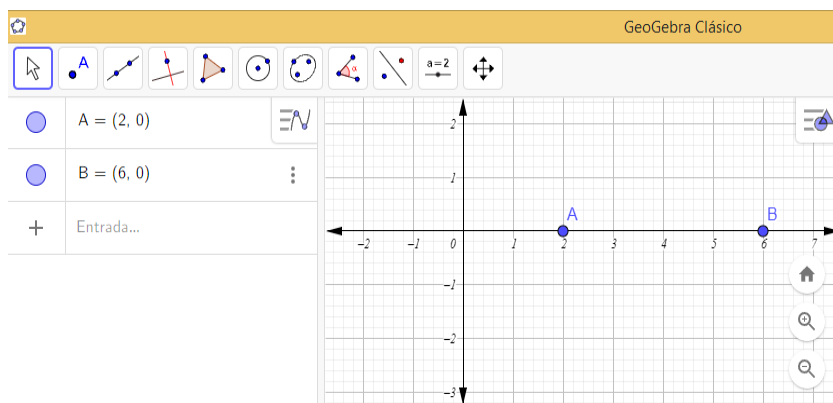 GeoGebra Clásico
A
α
a=2
A = (2, 0)
B = (6, 0)
Entrada...
2
1
A
B
-2
-1
0
1
2
3
4
5
6
7
-1
-2
-3